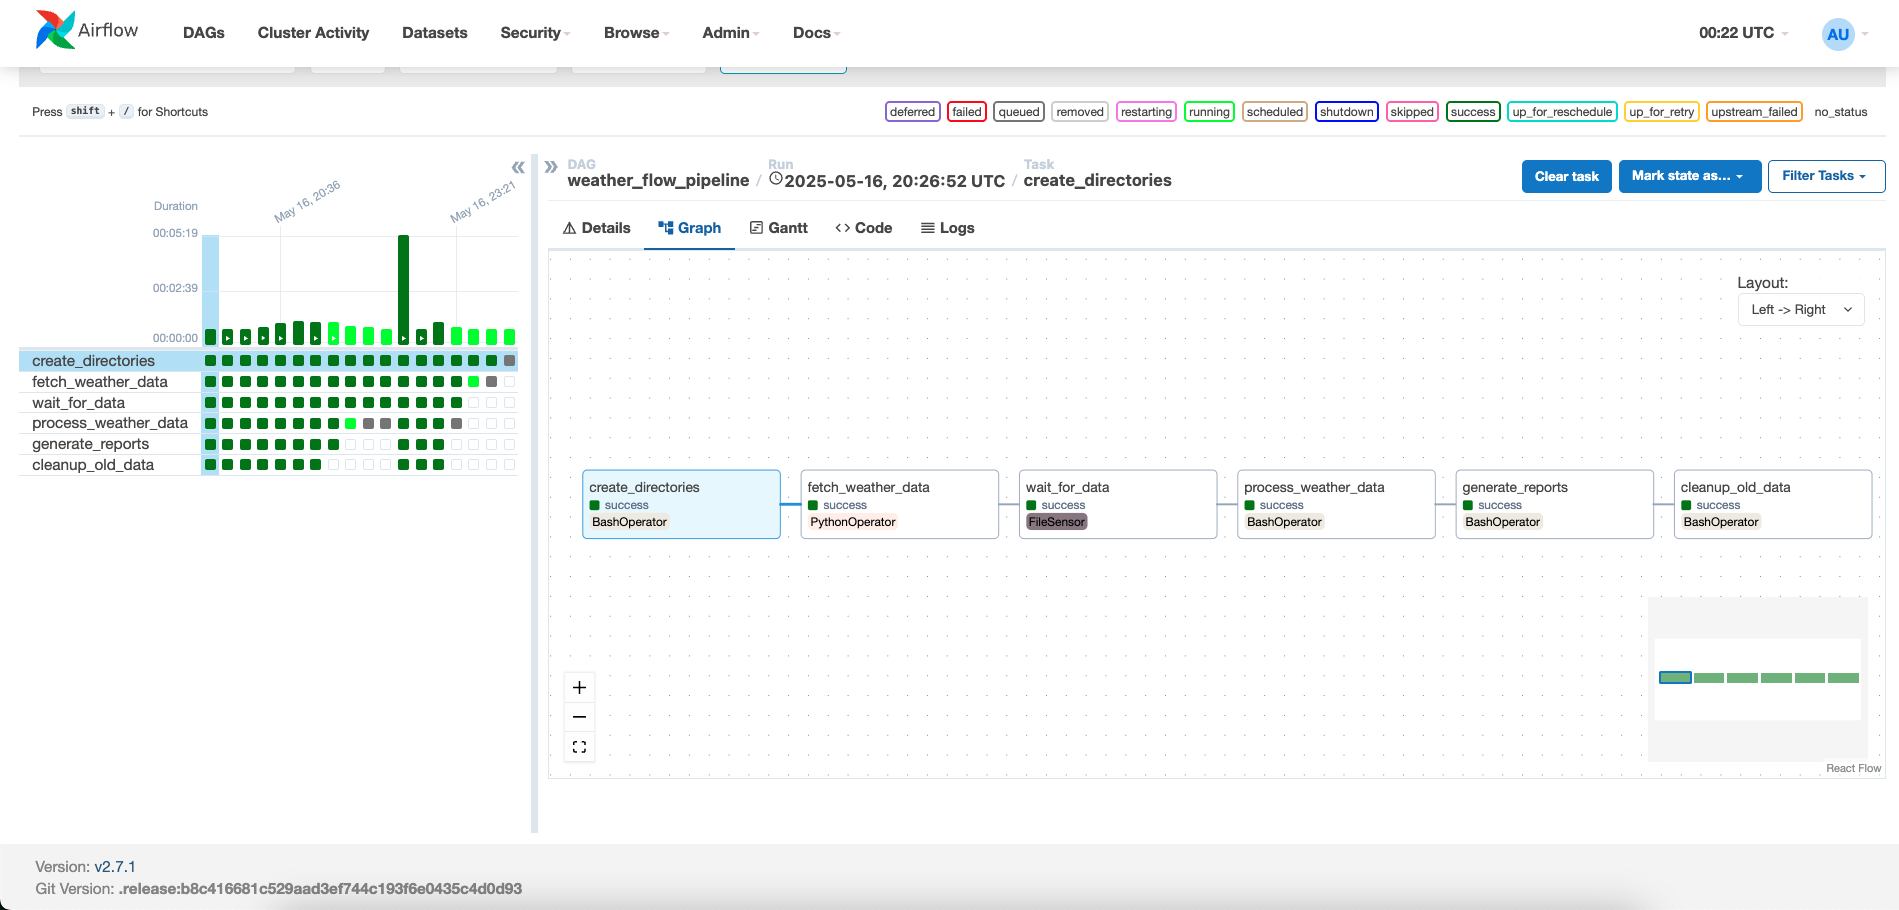 Airflow
DAGs
Cluster Activity
Datasets
Security
Browse
Admin
Docs
00:22 UTC
AU
Press shift + / for Shortcuts
deferred
failed
queued
removed
restarting
running
scheduled
shutdown
skipped
success
up_for_reschedule
up_for_retry
upstream_failed
no_status
Duration
00:05:19
00:02:39
00:00:00
May 16, 20:36
May 16, 23:21
create_directories
fetch_weather_data
wait_for_data
process_weather_data
generate_reports
cleanup_old_data
DAG
weather_flow_pipeline
/
Run
2025-05-16, 20:26:52 UTC
/
Task
create_directories
Clear task
Mark state as...
Filter Tasks
Details
Graph
Gantt
Code
Logs
Layout:
Left -> Right
create_directories
success
BashOperator
fetch_weather_data
success
PythonOperator
wait_for_data
success
FileSensor
process_weather_data
success
BashOperator
generate_reports
success
BashOperator
cleanup_old_data
success
BashOperator
React Flow
Version: v2.7.1
Git Version: .release:b8c416681c529aad3ef744c193f6e0435c4d0d93